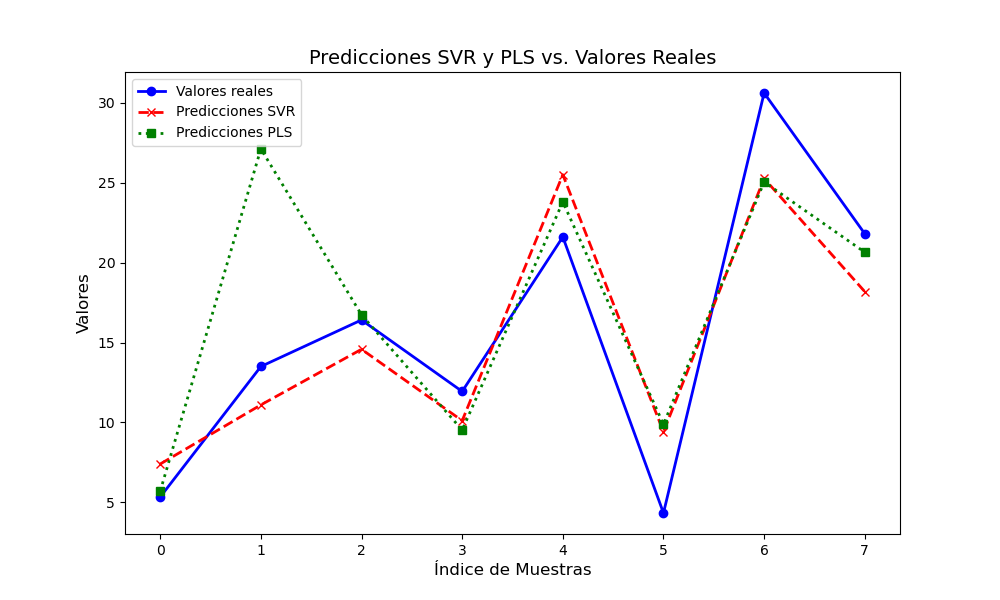 Predicciones SVR y PLS vs. Valores Reales
Valores reales
Predicciones SVR
Predicciones PLS
Valores
30
25
20
15
10
5
0 1 2 3 4 5 6 7
Índice de Muestras